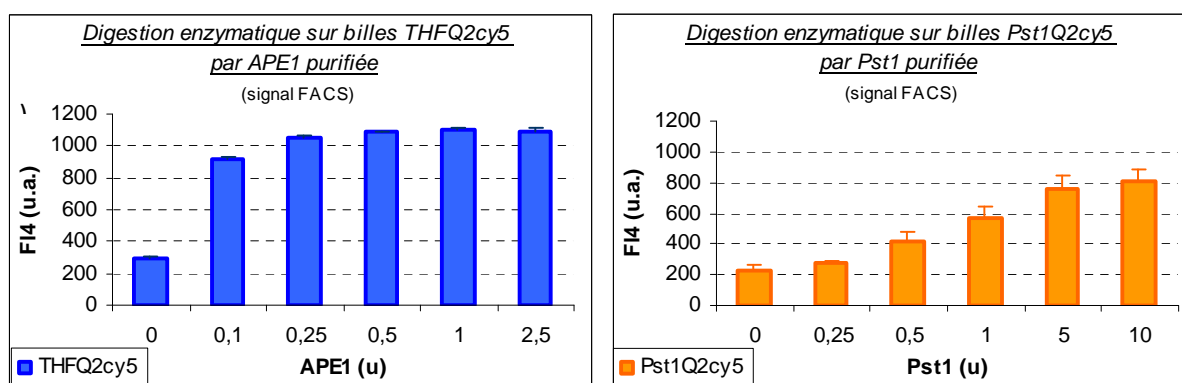 Digestion enzymatique sur billes THFQ2cy5
par APE1 purifiée
(signal FACS)
1200
1000
800
600
400
200
0
Fl4 (u.a.)
0 0,1 0,25 0,5 1 2,5
APE1 (u)
THFQ2cy5
Digestion enzymatique sur billes Pst1Q2cy5
par Pst1 purifiée
(signal FACS)
1200
1000
800
600
400
200
0
Fl4 (u.a.)
0 0,25 0,5 1 5 10
Pst1 (u)
Pst1Q2cy5